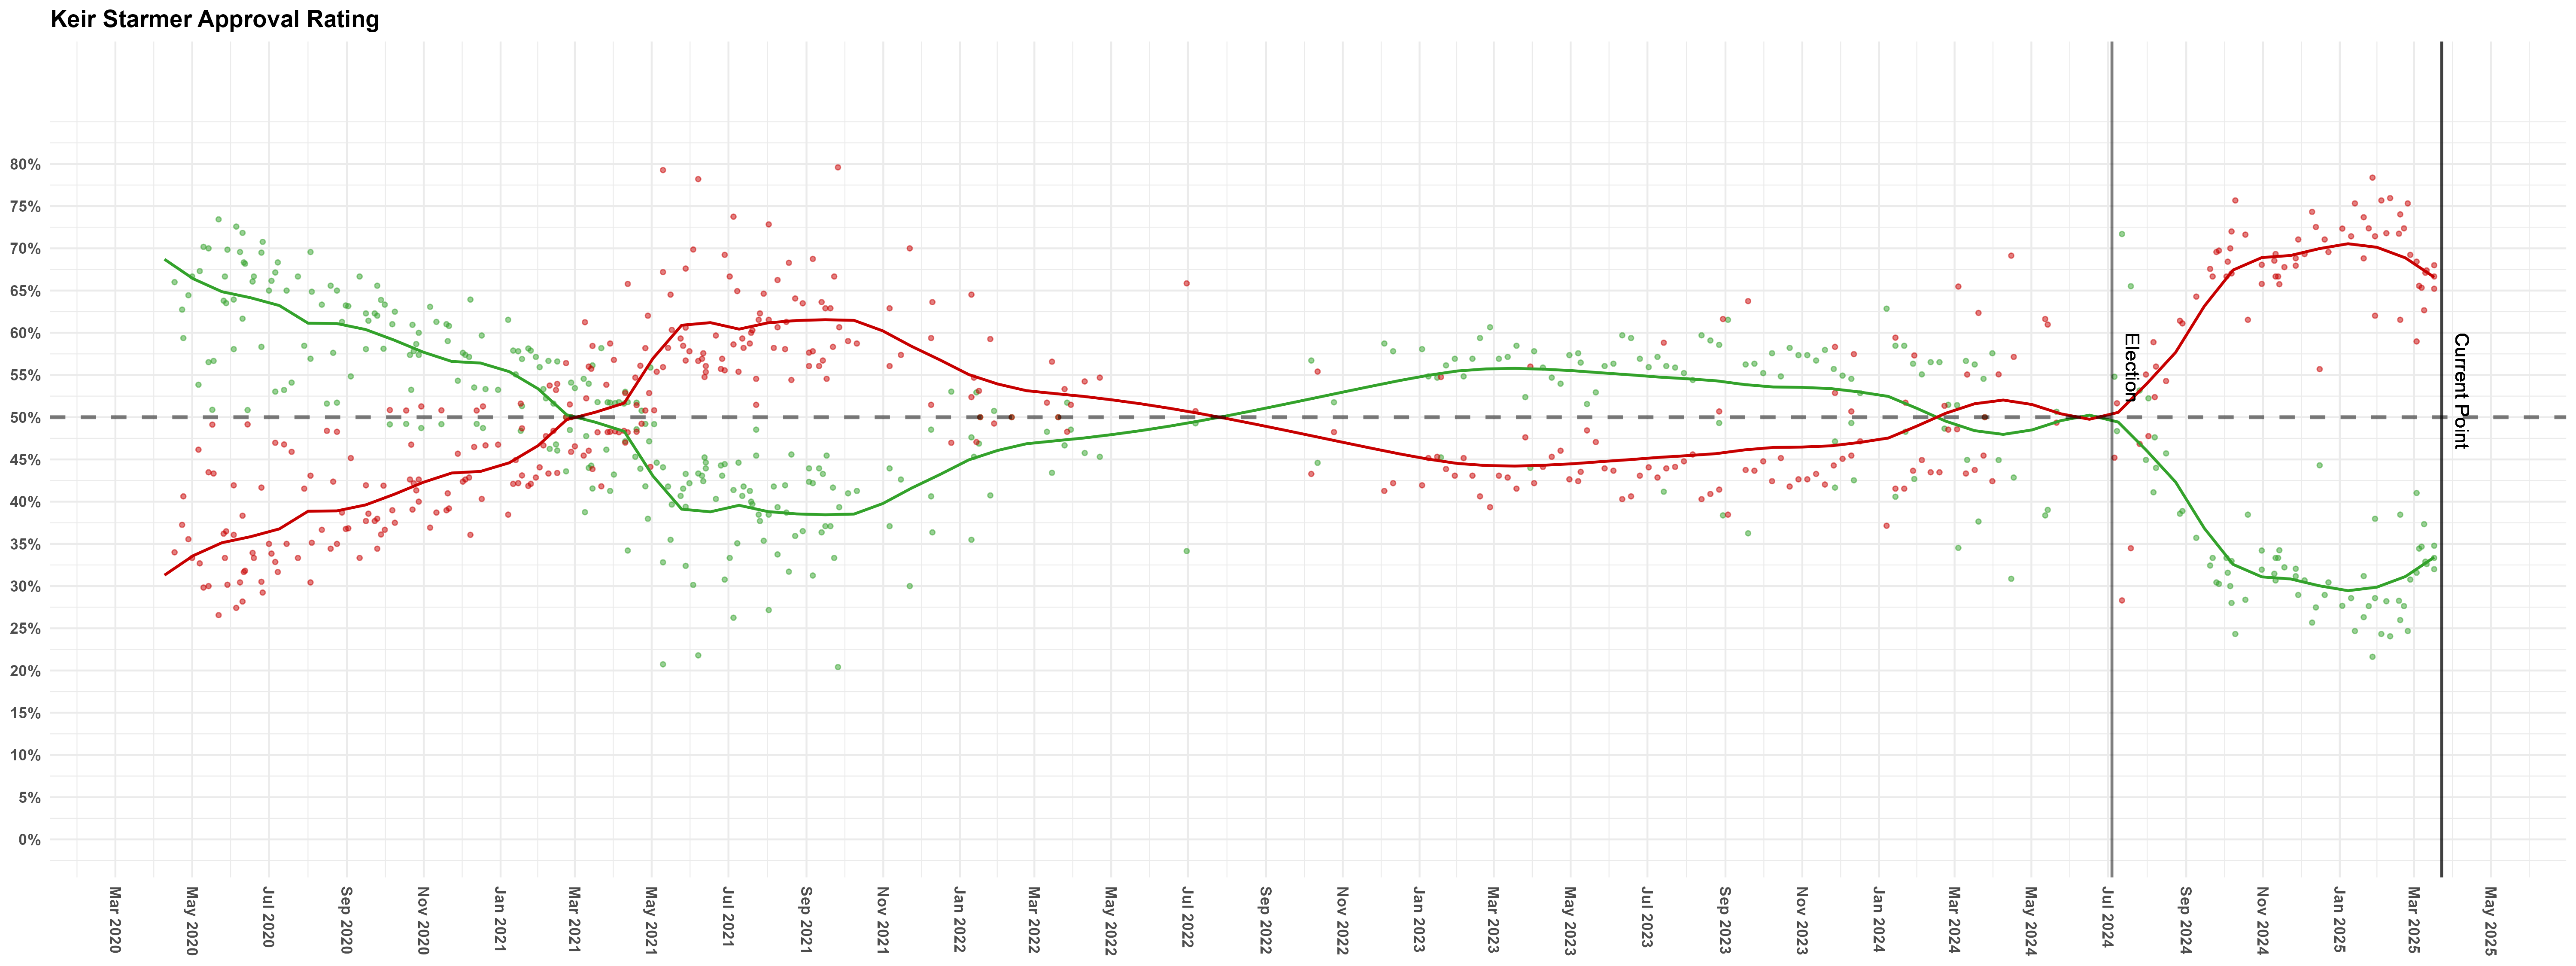 Keir Starmer Approval Rating
80%
75%
70%
65%
60%
55%
50%
45%
40%
35%
30%
25%
20%
15%
10%
5%
0%
Election
Current Point
Mar 2020
May 2020
Jul 2020
Sep 2020
Nov 2020
Jan 2021
Mar 2021
May 2021
Jul 2021
Sep 2021
Nov 2021
Jan 2022
Mar 2022
May 2022
Jul 2022
Sep 2022
Nov 2022
Jan 2023
Mar 2023
May 2023
Jul 2023
Sep 2023
Nov 2023
Jan 2024
Mar 2024
May 2024
Jul 2024
Sep 2024
Nov 2024
Jan 2025
Mar 2025
May 2025